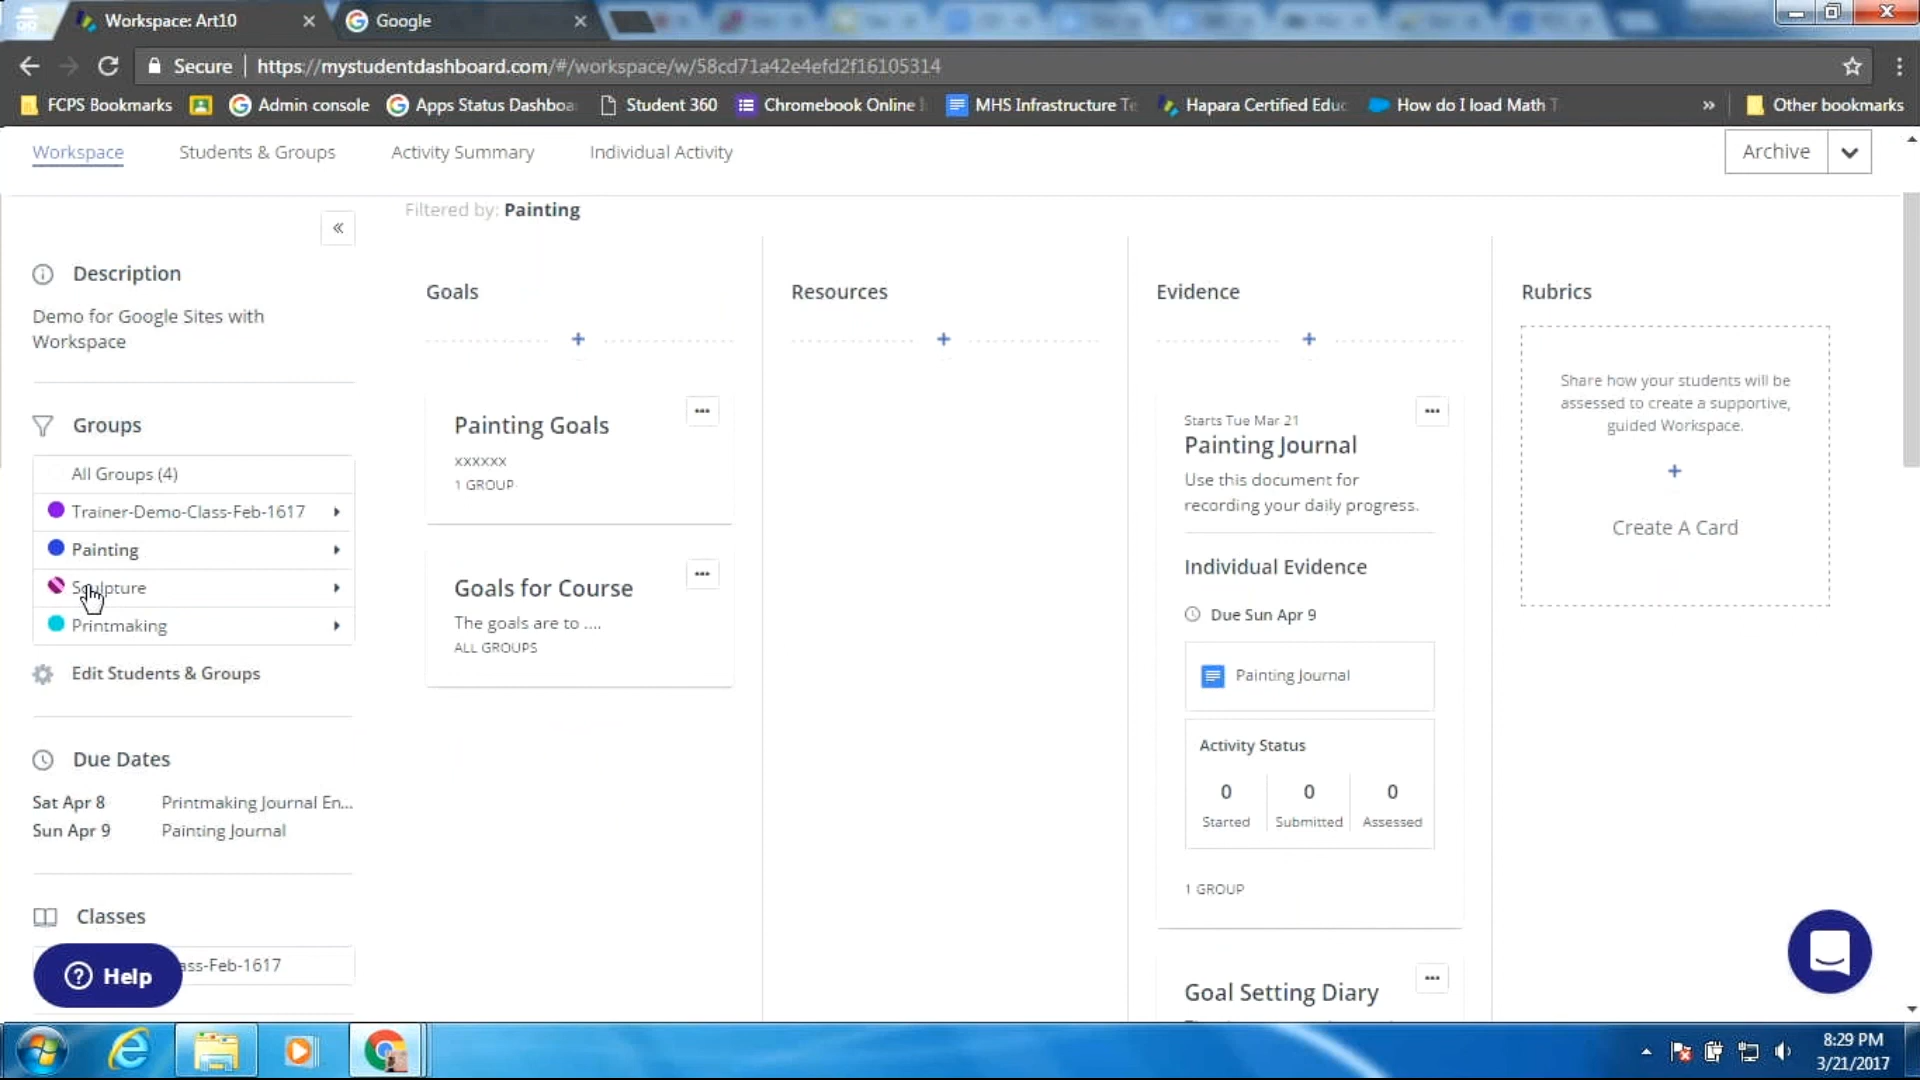 Workspace: Art10
Google
Secure
https://mystudentdashboard.com/#/workspace/w/58cd71a42e4efd2f16105314
FCPS Bookmarks
Admin console
Apps Status Dashboa
Student 360
Chromebook Online
MHS Infrastructure Te
Hapara Certified Edu
How do I load Math T
»
Other bookmarks
Workspace
Students & Groups
Activity Summary
Individual Activity
Archive
Filtered by: Painting
«
Description
Demo for Google Sites with
Workspace
Groups
All Groups (4)
Trainer-Demo-Class-Feb-1617
Painting
Sculpture
Printmaking
Edit Students & Groups
Due Dates
Sat Apr 8 Printmaking Journal En...
Sun Apr 9 Painting Journal
Classes
ass-Feb-1617
Help
Goals
Painting Goals
xxxxxx
1 GROUP
Goals for Course
The goals are to ....
ALL GROUPS
Resources
Evidence
Starts Tue Mar 21
Painting Journal
Use this document for
recording your daily progress.
Individual Evidence
Due Sun Apr 9
Painting Journal
Activity Status
0 0 0
Started Submitted Assessed
1 GROUP
Goal Setting Diary
Rubrics
Share how your students will be
assessed to create a supportive,
guided Workspace.
+
Create A Card
8:29 PM
3/21/2017